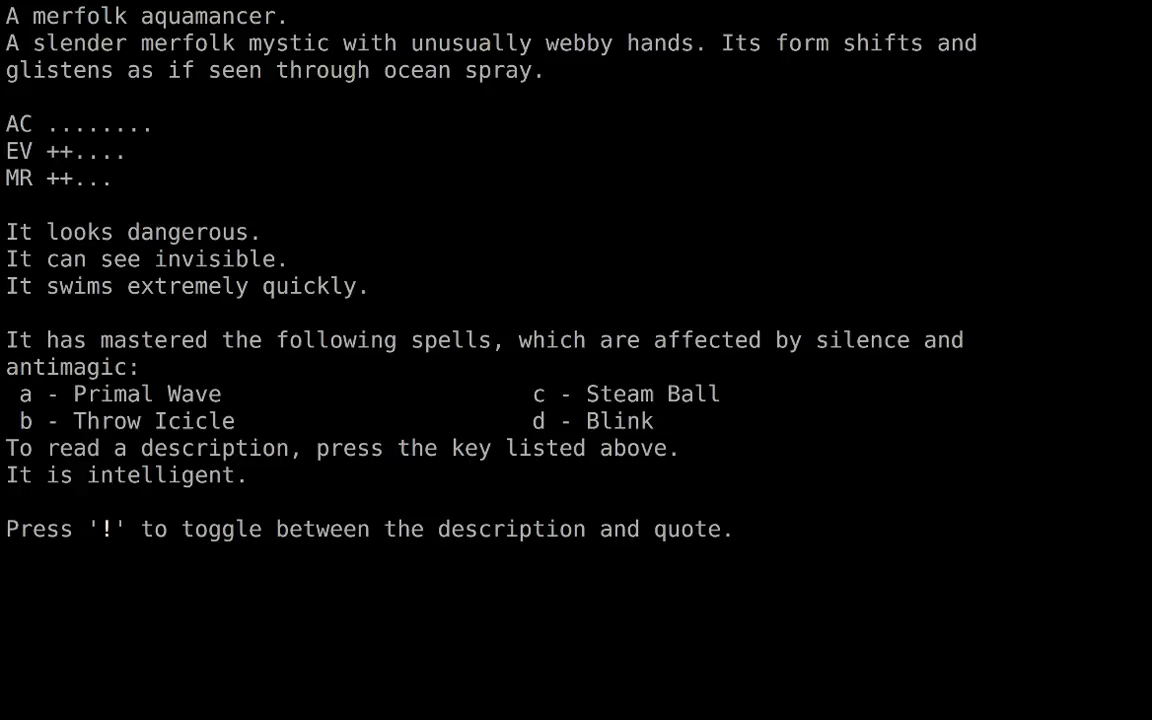 A merfolk aquamancer.
A slender merfolk mystic with unusually webby hands. Its form shifts and
glistens as if seen through ocean spray.
AC ........
EV ++....
MR ++...
It looks dangerous.
It can see invisible.
It swims extremely quickly.
It has mastered the following spells, which are affected by silence and
antimagic:
a - Primal Wave c - Steam Ball
b - Throw Icicle d - Blink
To read a description, press the key listed above.
It is intelligent.
Press '!' to toggle between the description and quote.